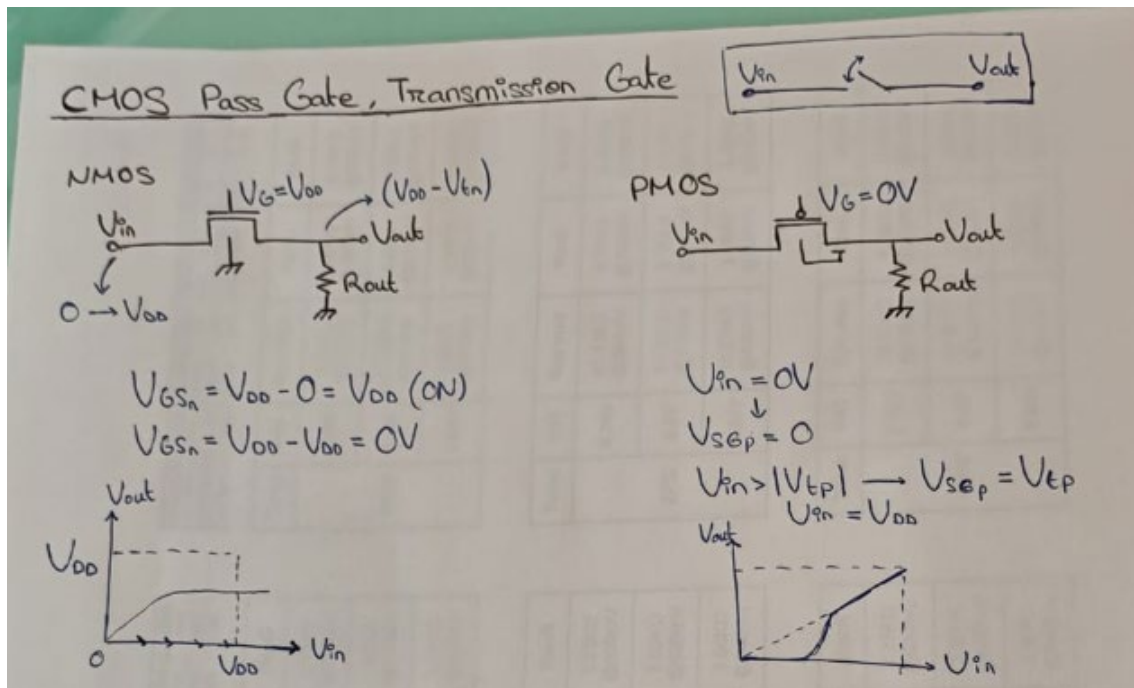 CMOS Pass Gate, Transmission Gate
Vin Vout
NMOS
VG=VDD
(VDD-Vtn)
Vin
Vout
Rout
0 → VDD
VGSn = VDD - 0 = VDD (ON)
VGSn = VDD - VDD = 0V
Vout
VDD
0
VDD
Vin
PMOS
VG=0V
Vin
Vout
Rout
Vin = 0V
↓
VSGp = 0
Vin > |Vtp| → VSGp = Vtp
Vin = VDD
Vout
Vin